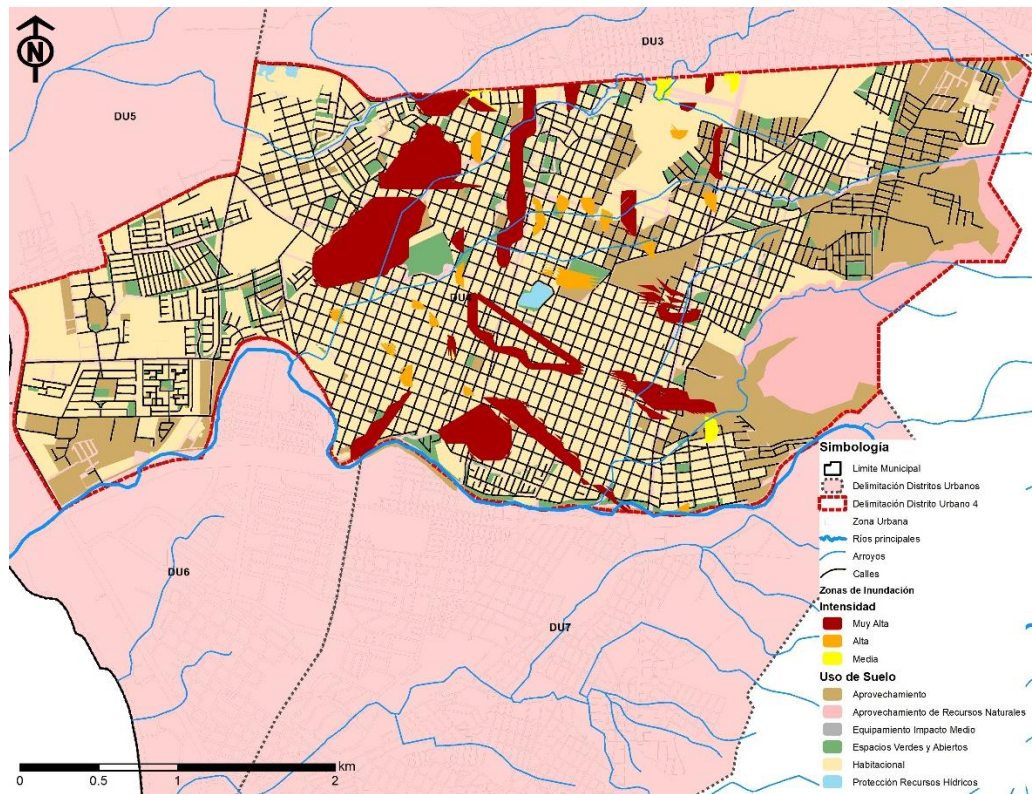 N
DU3
DU5
DU4
DU6
DU7
Simbología
Limite Municipal
Delimitación Distritos Urbanos
Delimitación Distrito Urbano 4
Zona Urbana
Ríos principales
Arroyos
Calles
Zonas de Inundación
Intensidad
Muy Alta
Alta
Media
Uso de Suelo
Aprovechamiento
Aprovechamiento de Recursos Naturales
Equipamiento Impacto Medio
Espacios Verdes y Abiertos
Habitacional
Protección Recursos Hídricos
km
0 0.5 1 2